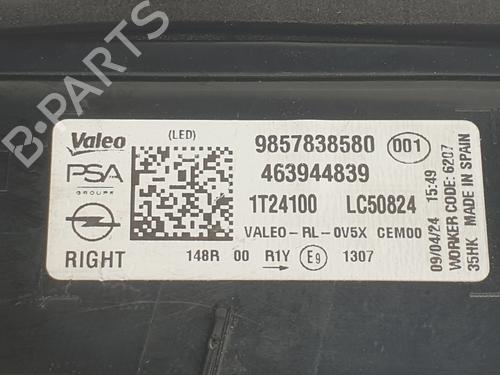 B-PARTS
Valeo
(LED)
9857838580 001
PSA
GROUPE
463944839
1T24100 LC50824
VALEO-RL-0V5X CEM00
RIGHT
148R 00 R1Y E9 1307
09/04/24 15:49
WORKER CODE: 6207
35HK MADE IN SPAIN